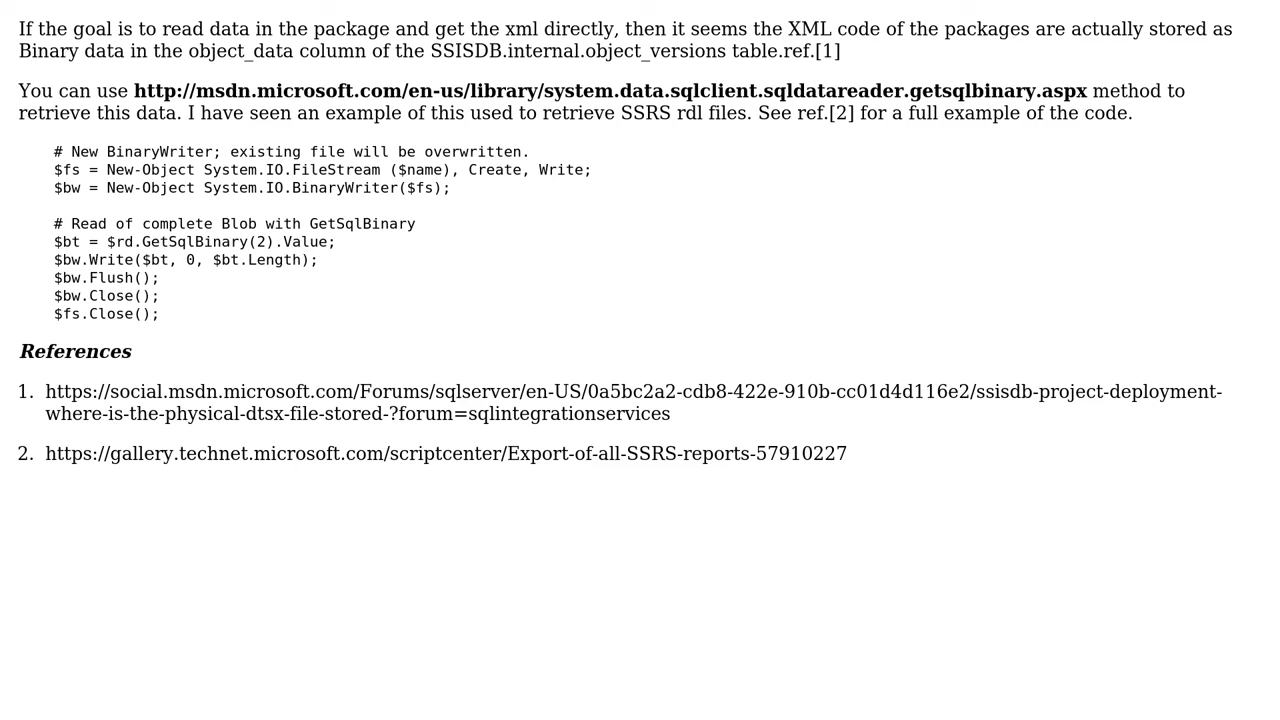 If the goal is to read data in the package and get the xml directly, then it seems the XML code of the packages are actually stored as
Binary data in the object_data column of the SSISDB.internal.object_versions table.ref.[1]
You can use http://msdn.microsoft.com/en-us/library/system.data.sqlclient.sqldatareader.getsqlbinary.aspx method to
retrieve this data. I have seen an example of this used to retrieve SSRS rdl files. See ref.[2] for a full example of the code.
# New BinaryWriter; existing file will be overwritten.
$fs = New-Object System.IO.FileStream ($name), Create, Write;
$bw = New-Object System.IO.BinaryWriter($fs);
# Read of complete Blob with GetSqlBinary
$bt = $rd.GetSqlBinary(2).Value;
$bw.Write($bt, 0, $bt.Length);
$bw.Flush();
$bw.Close();
$fs.Close();
References
1. https://social.msdn.microsoft.com/Forums/sqlserver/en-US/0a5bc2a2-cdb8-422e-910b-cc01d4d116e2/ssisdb-project-deployment-
where-is-the-physical-dtsx-file-stored-?forum=sqlintegrationservices
2. https://gallery.technet.microsoft.com/scriptcenter/Export-of-all-SSRS-reports-57910227